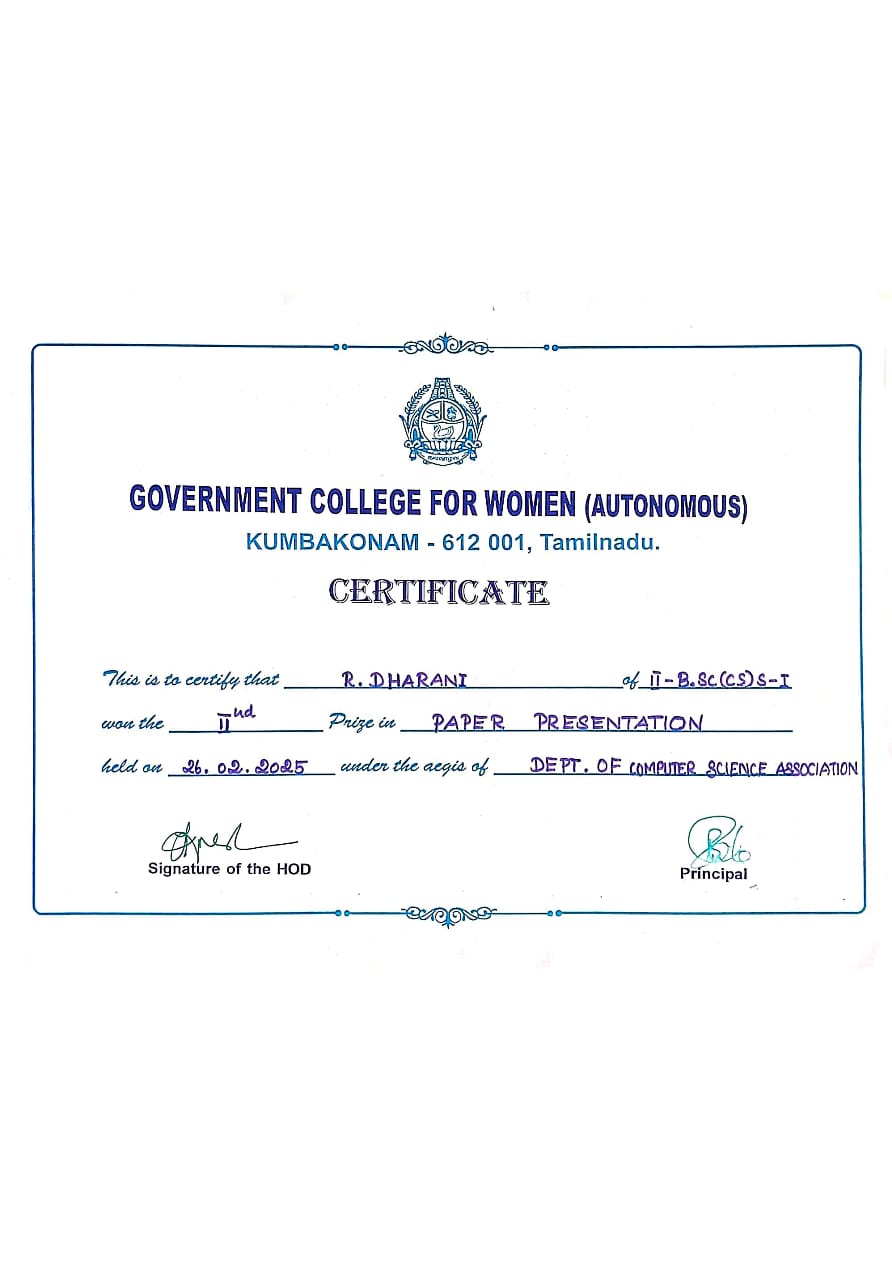 GOVERNMENT COLLEGE FOR WOMEN (AUTONOMOUS)
KUMBAKONAM - 612 001, Tamilnadu.
CERTIFICATE
This is to certify that R. DHARANI of II-B.Sc(CS)S-I
won the IInd Prize in PAPER PRESENTATION
held on 26.02.2025 under the aegis of DEPT. OF COMPUTER SCIENCE ASSOCIATION
Signature of the HOD
Principal